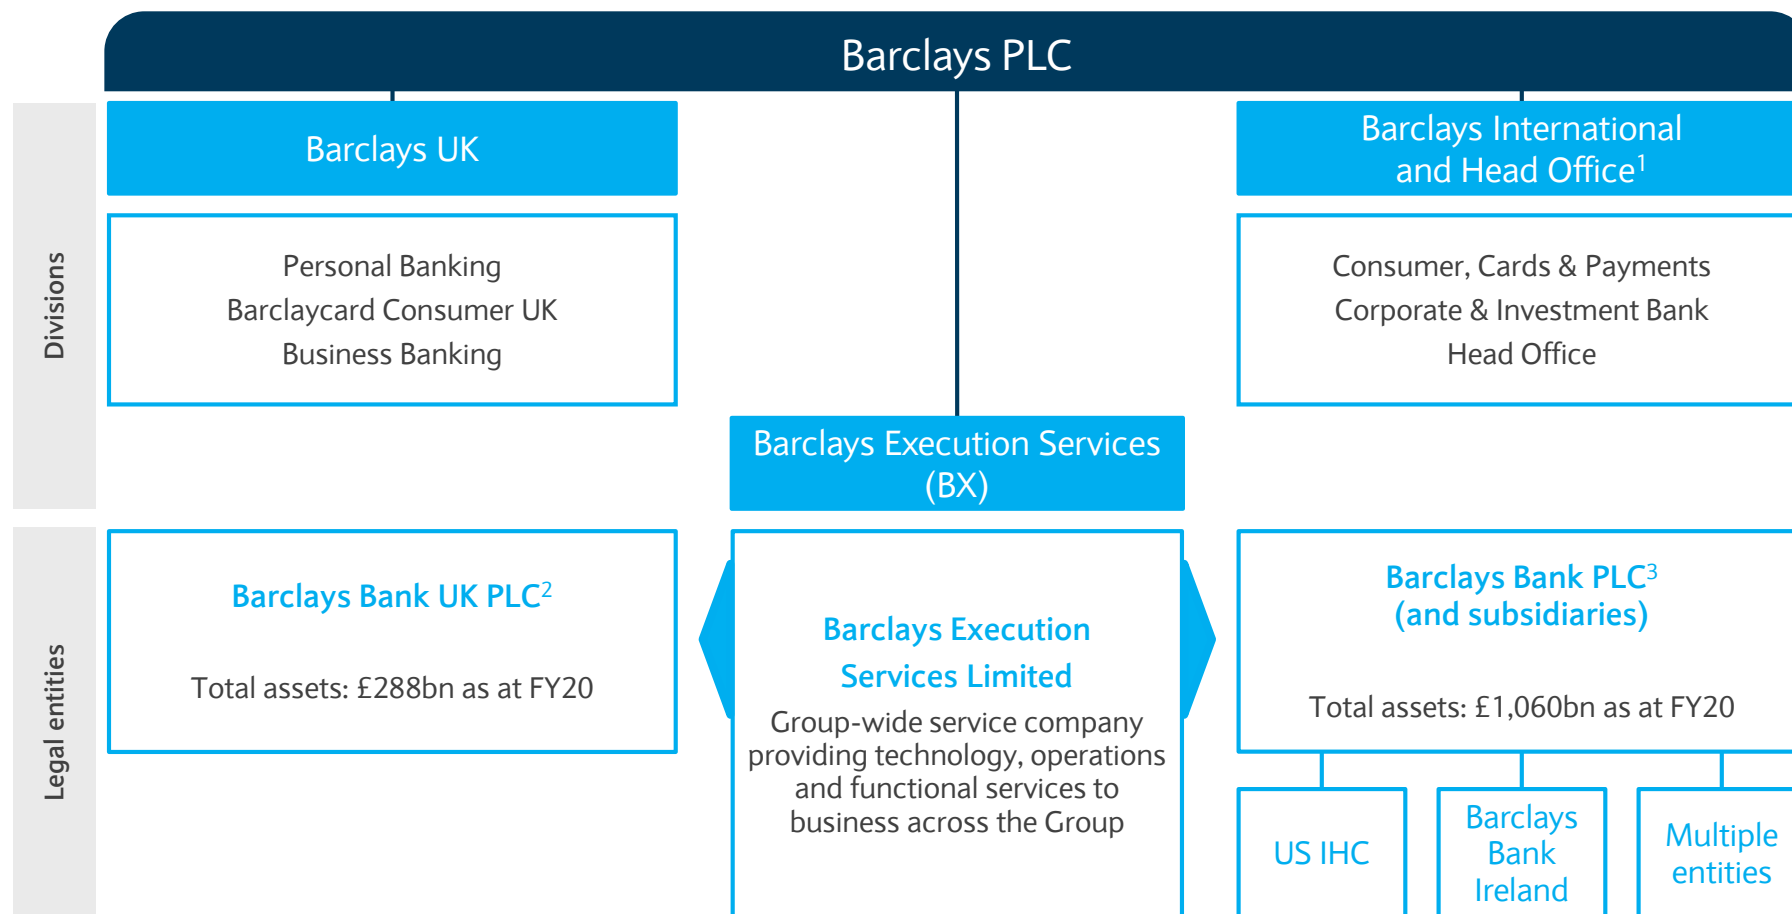 Barclays PLC
Divisions
Barclays UK
Personal Banking
Barclaycard Consumer UK
Business Banking
Barclays Execution Services
(BX)
Barclays International
and Head Office¹
Consumer, Cards & Payments
Corporate & Investment Bank
Head Office
Legal entities
Barclays Bank UK PLC²
Total assets: £288bn as at FY20
Barclays Execution
Services Limited
Group-wide service company
providing technology, operations
and functional services to
business across the Group
Barclays Bank PLC³
(and subsidiaries)
Total assets: £1,060bn as at FY20
US IHC
Barclays
Bank
Ireland
Multiple
entities